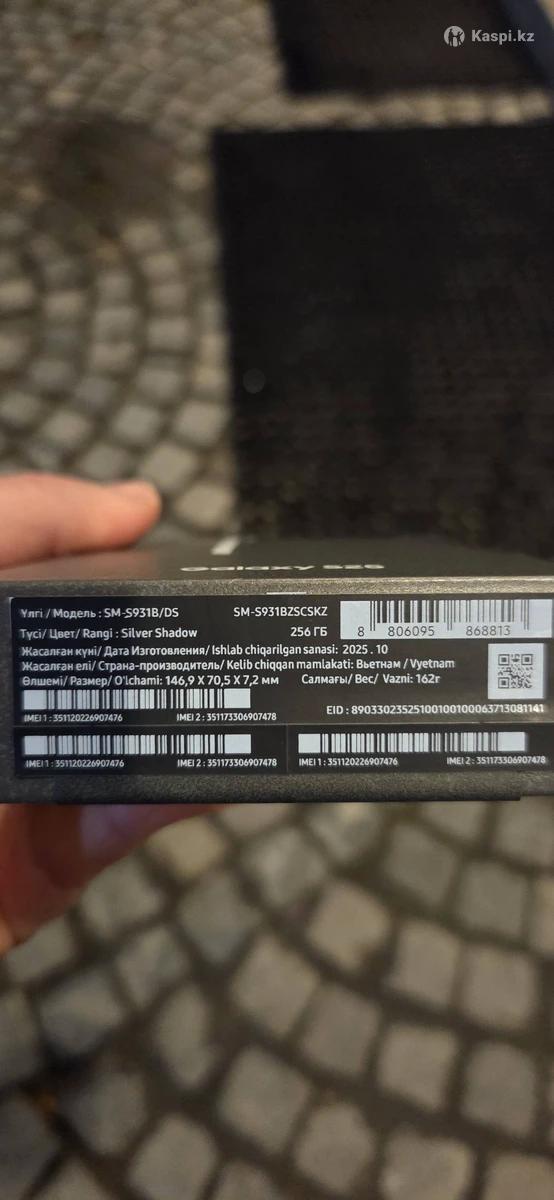 Kaspi.kz
Galaxy S25
Үлгі / Модель : SM-S931B/DS SM-S931BZSCSKZ
Түсі/ Цвет/ Rangi : Silver Shadow 256 ГБ
8 806095 868813
Жасалған күні/ Дата Изготовления/ Ishlab chiqarilgan sanasi: 2025 . 10
Жасалған елі/ Страна-производитель/ Kelib chiqqan mamlakati: Вьетнам / Vyetnam
Өлшемі/ Размер/ O'lchami: 146,9 X 70,5 X 7,2 мм Салмағы/ Вес/ Vazni: 162г
IMEI 1 : 351120226907476 IMEI 2 : 351173306907478
EID : 89033023525100100100063713081141
IMEI 1 : 351120226907476 IMEI 2 : 351173306907478
IMEI 1 : 351120226907476 IMEI 2 : 351173306907478